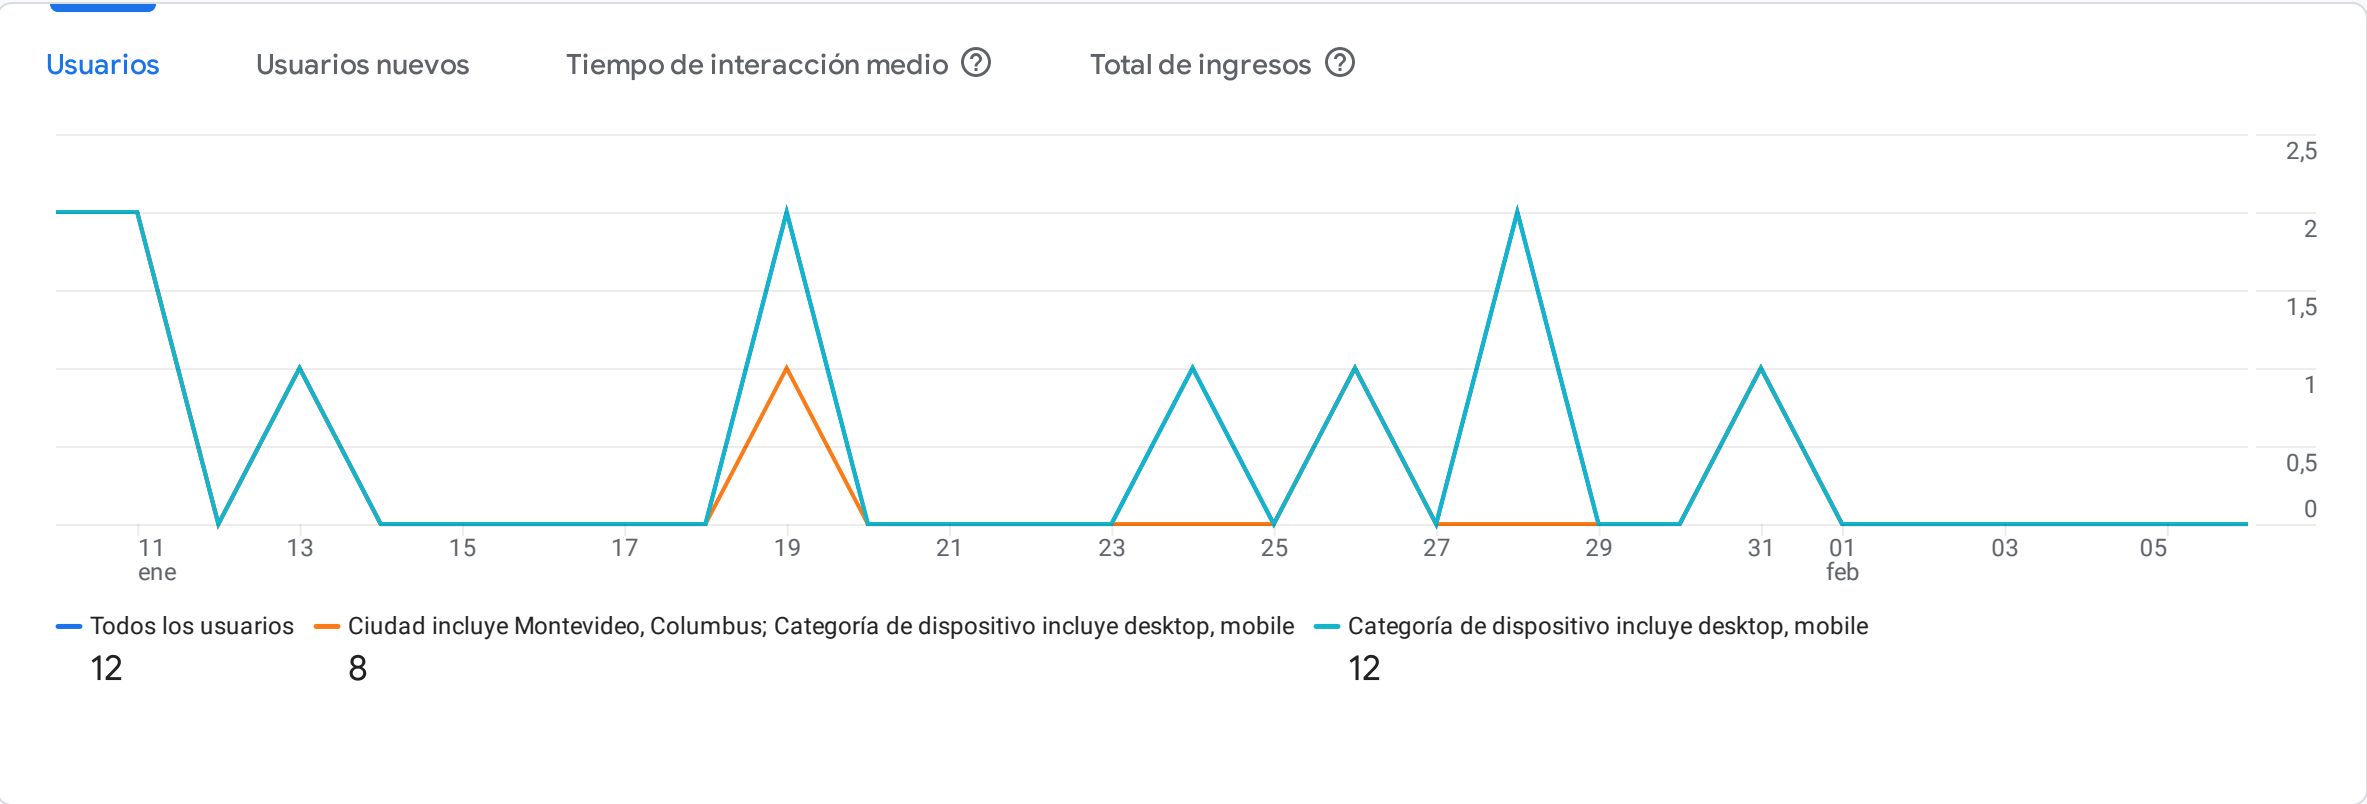 Usuarios Usuarios nuevos Tiempo de interacción medio ? Total de ingresos ?
2,5
2
1,5
1
0,5
0
11 13 15 17 19 21 23 25 27 29 31 01 03 05
ene feb
Todos los usuarios Ciudad incluye Montevideo, Columbus; Categoría de dispositivo incluye desktop, mobile Categoría de dispositivo incluye desktop, mobile
12 8 12